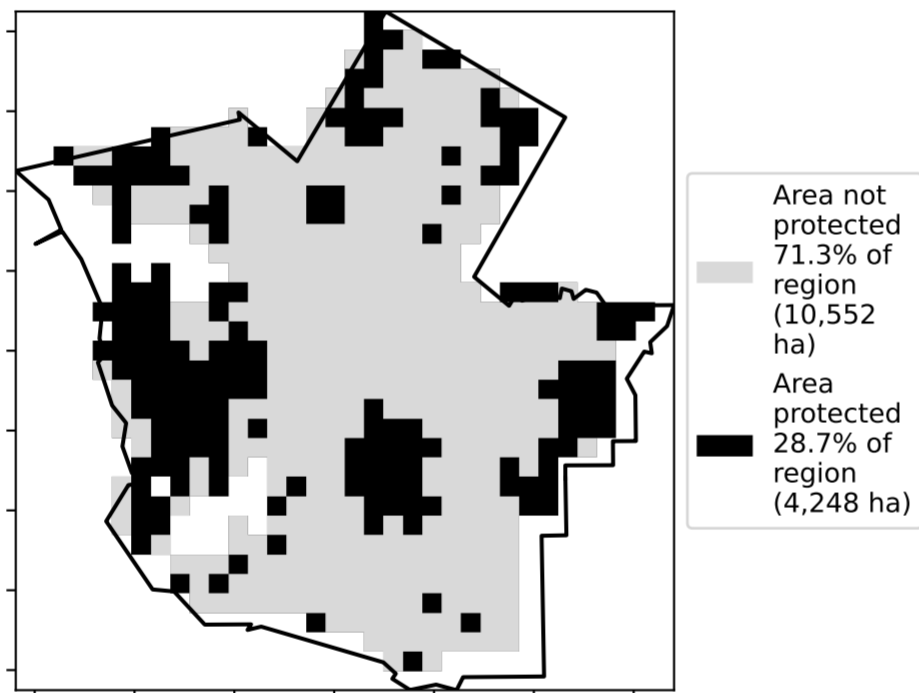 Area not
protected
71.3% of
region
(10,552
ha)
Area
protected
28.7% of
region
(4,248 ha)